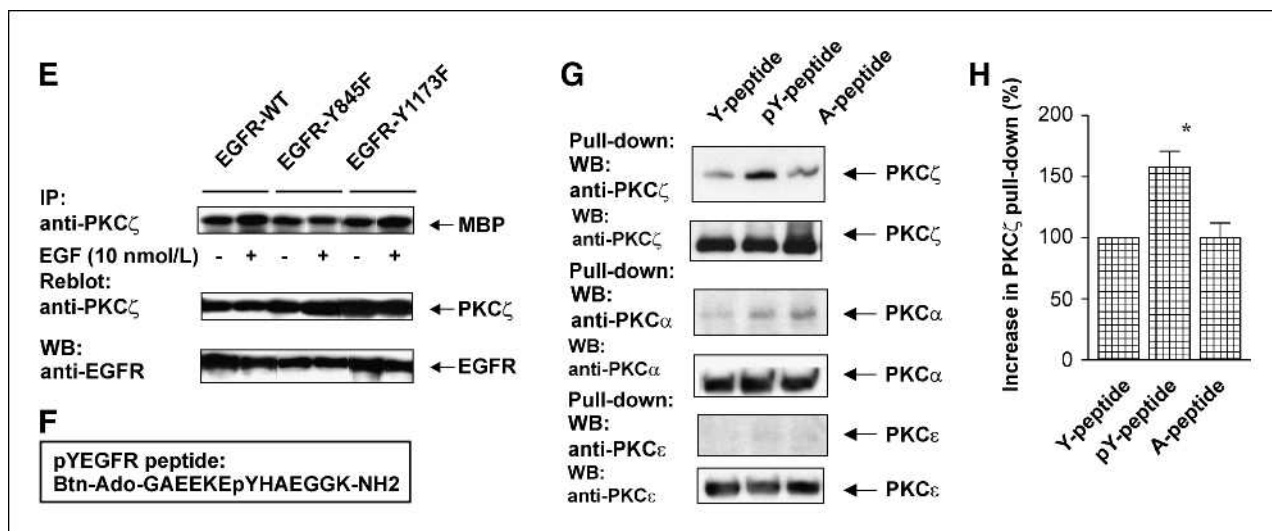 E
EGFR-WT
EGFR-Y845F
EGFR-Y1173F
IP:
anti-PKCζ
MBP
EGF (10 nmol/L) - + - + - +
Reblot:
anti-PKCζ
PKCζ
WB:
anti-EGFR
EGFR
F
pYEGFR peptide:
Btn-Ado-GAEEKEpYHAEGGK-NH2
G
Y-peptide
pY-peptide
A-peptide
Pull-down:
WB:
anti-PKCζ
PKCζ
WB:
anti-PKCζ
PKCζ
Pull-down:
WB:
anti-PKCα
PKCα
WB:
anti-PKCα
PKCα
Pull-down:
WB:
anti-PKCε
PKCε
WB:
anti-PKCε
PKCε
H
Increase in PKCζ pull-down (%)
200
150
100
50
0
*
Y-peptide
pY-peptide
A-peptide